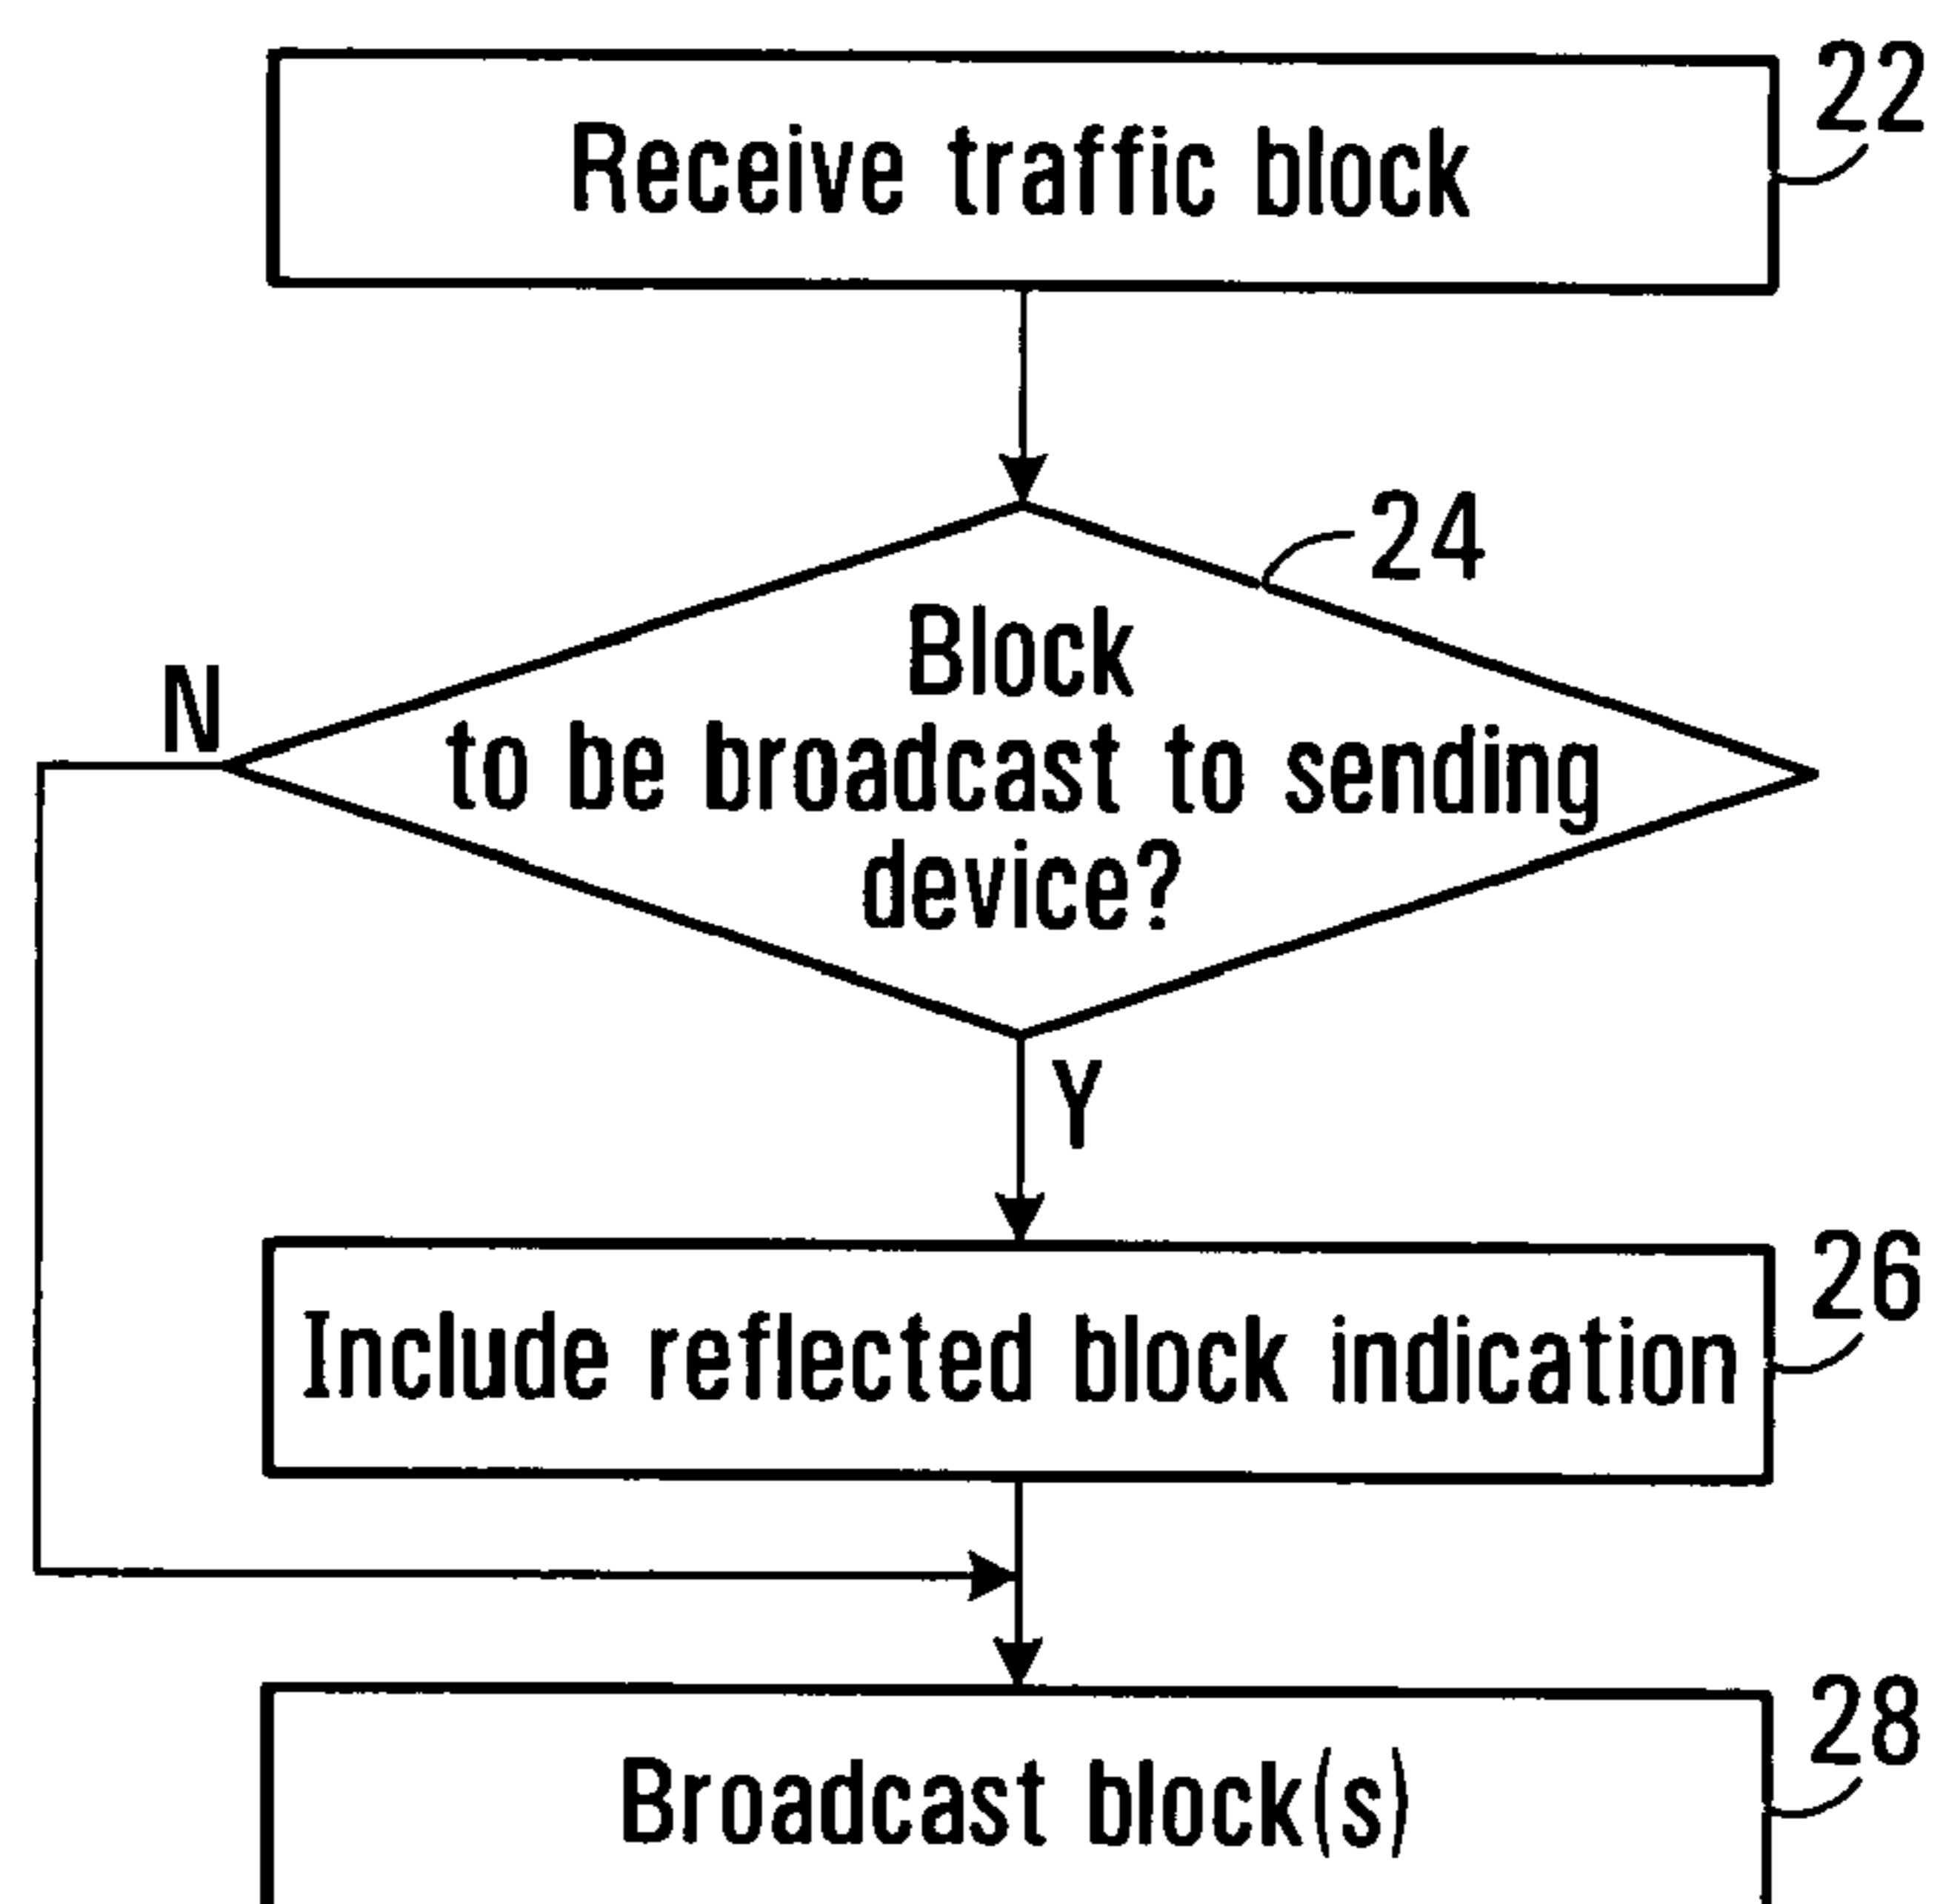 Receive traffic block
22
24
Block
to be broadcast to sending
device?
N
Y
Include reflected block indication
26
Broadcast block(s)
28